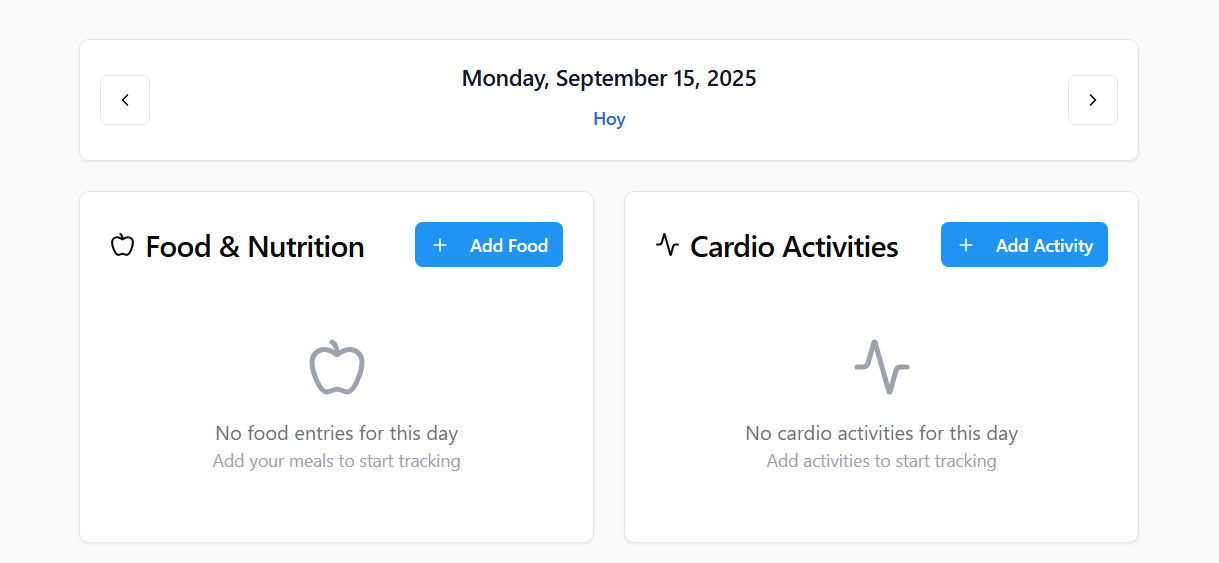 Monday, September 15, 2025
Hoy
Food & Nutrition
+ Add Food
No food entries for this day
Add your meals to start tracking
Cardio Activities
+ Add Activity
No cardio activities for this day
Add activities to start tracking